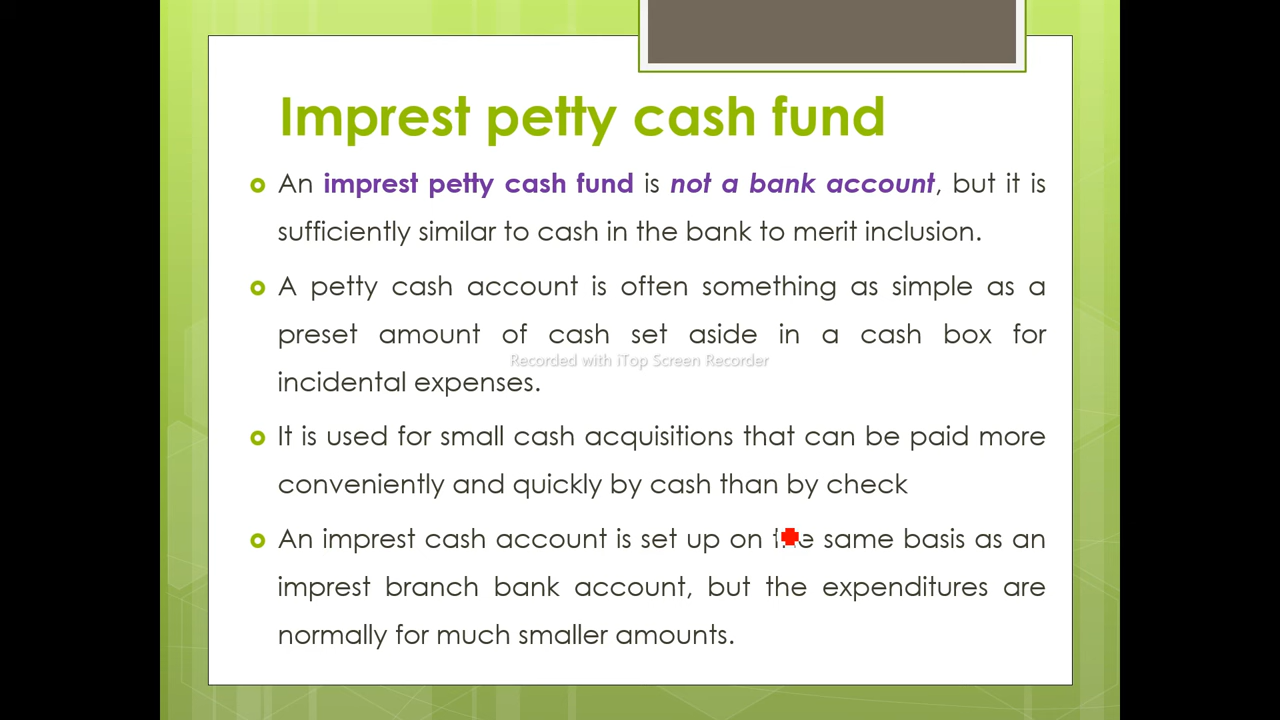 Imprest petty cash fund
An imprest petty cash fund is not a bank account, but it is
sufficiently similar to cash in the bank to merit inclusion.
A petty cash account is often something as simple as a
preset amount of cash set aside in a cash box for
Recorded with iTop Screen Recorder
incidental expenses.
It is used for small cash acquisitions that can be paid more
conveniently and quickly by cash than by check
An imprest cash account is set up on the same basis as an
imprest branch bank account, but the expenditures are
normally for much smaller amounts.